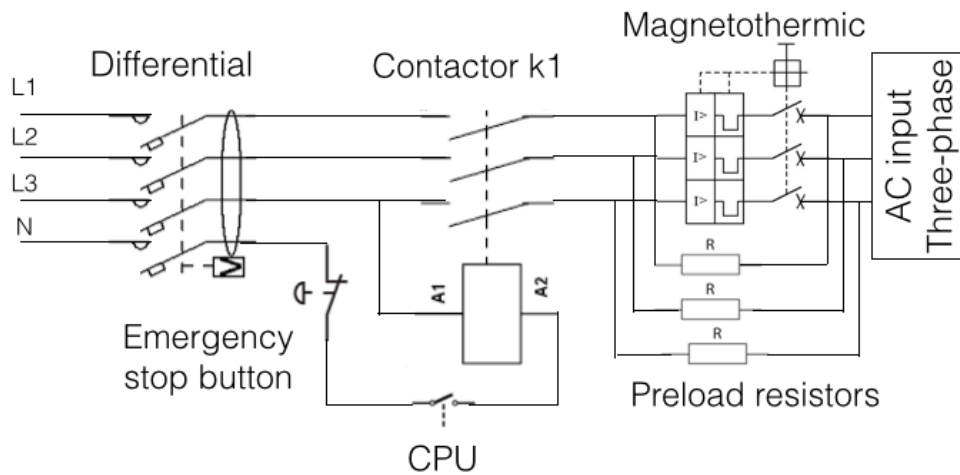 Magnetothermic
Differential
Contactor k1
L1
L2
L3
N
I>
I>
I>
AC input
Three-phase
R
R
R
A1
A2
Emergency
stop button
Preload resistors
CPU